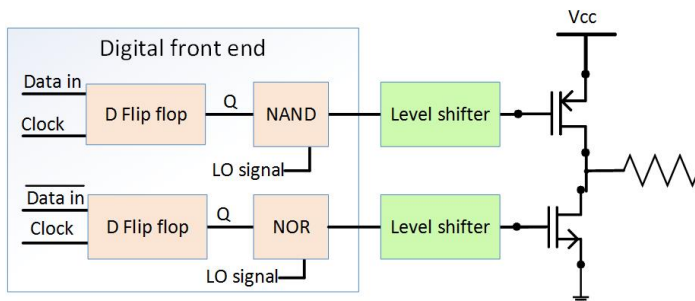 Vcc
Digital front end
Data in
D Flip flop
Q
NAND
Level shifter
Clock
LO signal
Data in
D Flip flop
Q
NOR
Level shifter
Clock
LO signal